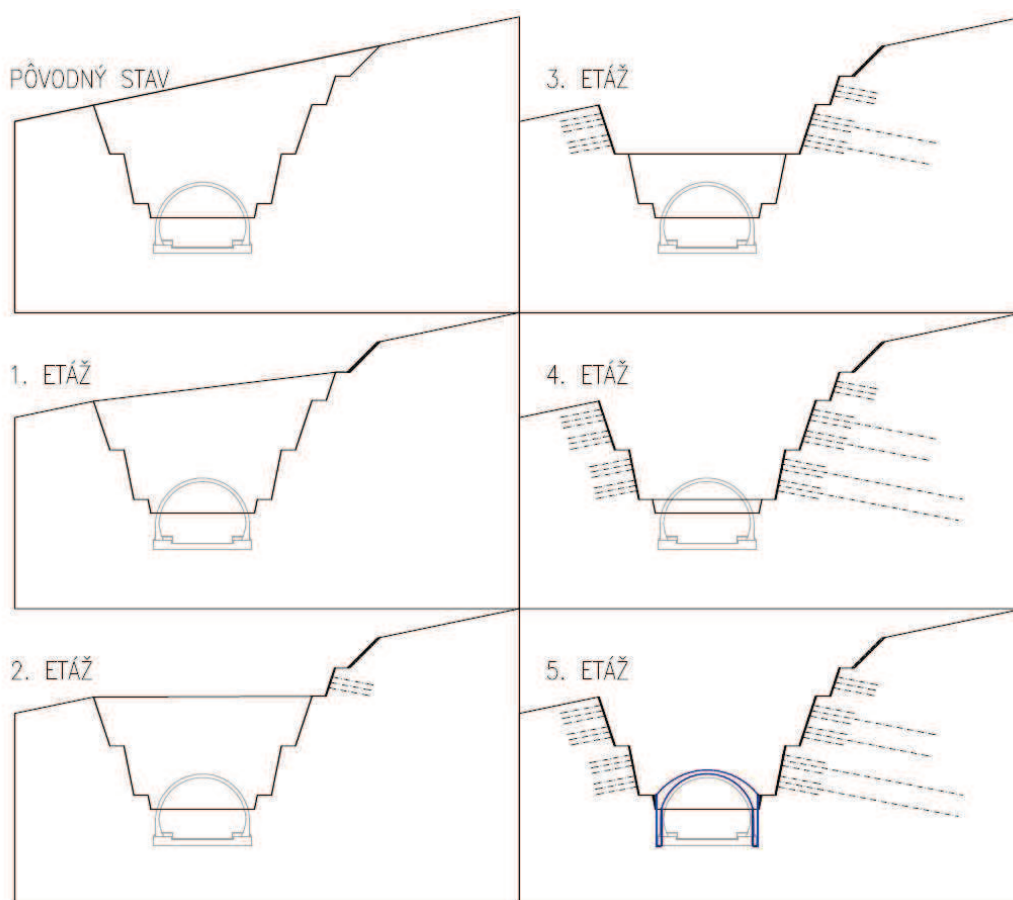 PÔVODNÝ STAV
1. ETÁŽ
2. ETÁŽ
3. ETÁŽ
4. ETÁŽ
5. ETÁŽ